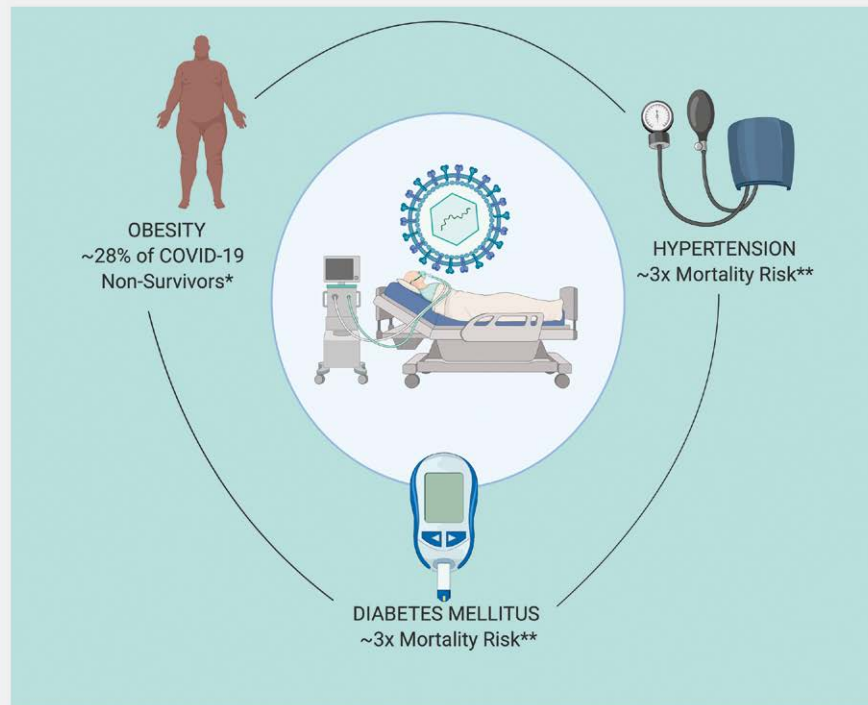 OBESITY
~28% of COVID-19
Non-Survivors*
HYPERTENSION
~3x Mortality Risk**
DIABETES MELLITUS
~3x Mortality Risk**